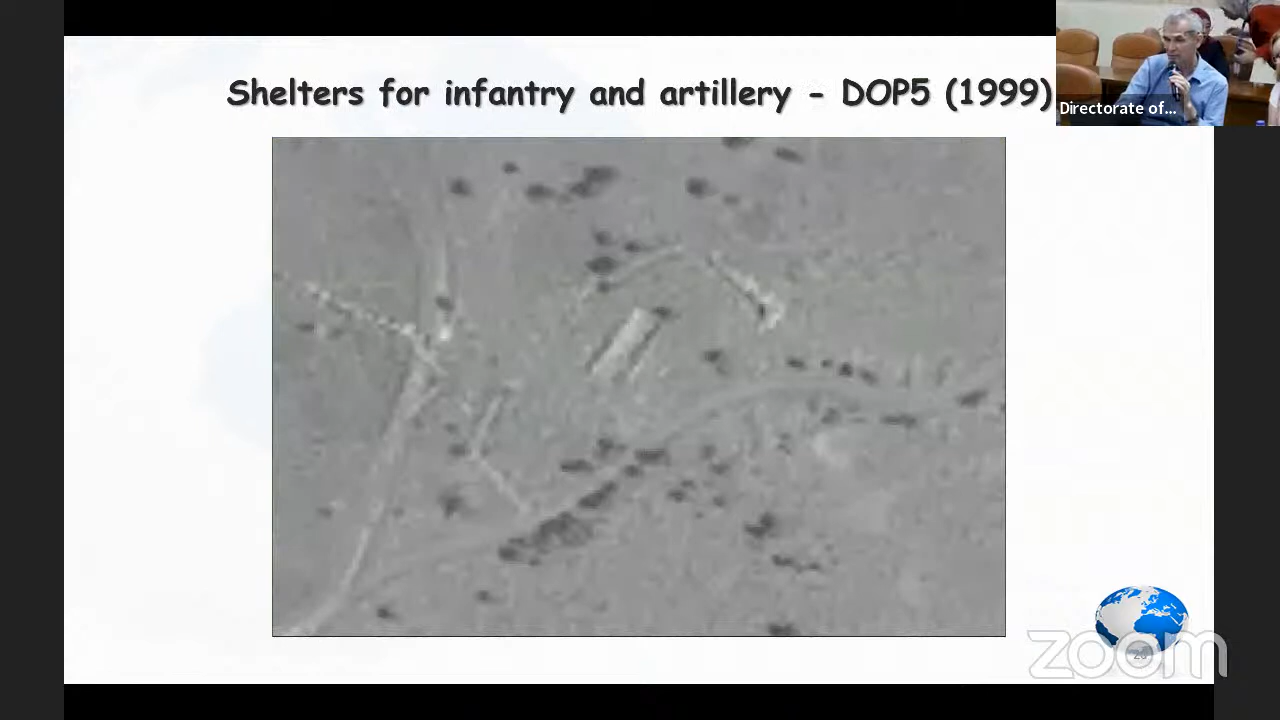 Shelters for infantry and artillery - DOP5 (1999)
Directorate of...
zoom